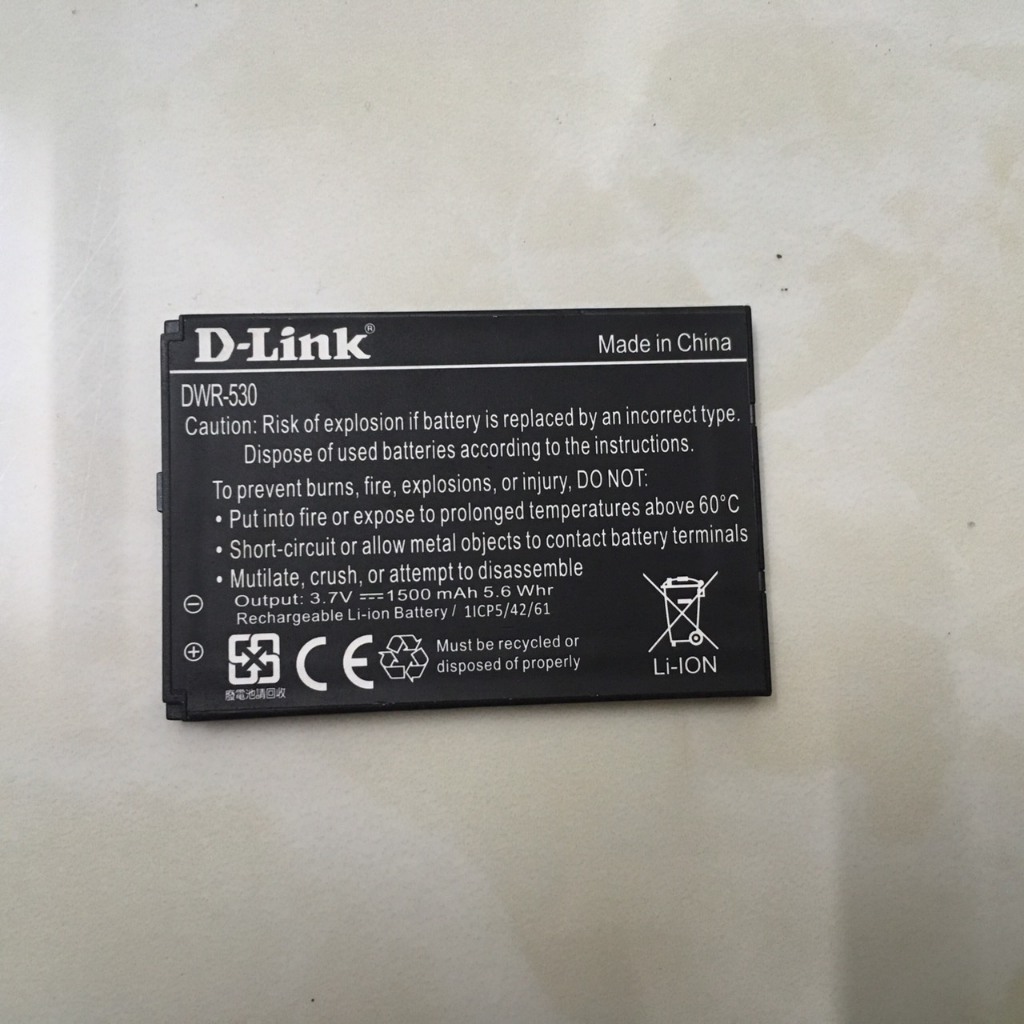 D-Link®
Made in China
DWR-530
Caution: Risk of explosion if battery is replaced by an incorrect type.
Dispose of used batteries according to the instructions.
To prevent burns, fire, explosions, or injury, DO NOT:
• Put into fire or expose to prolonged temperatures above 60°C
• Short-circuit or allow metal objects to contact battery terminals
• Mutilate, crush, or attempt to disassemble
Output: 3.7V ⎓ 1500 mAh 5.6 Whr
Rechargeable Li-ion Battery / 1ICP5/42/61
CE
Must be recycled or
disposed of properly
廢電池請回收
Li-ION